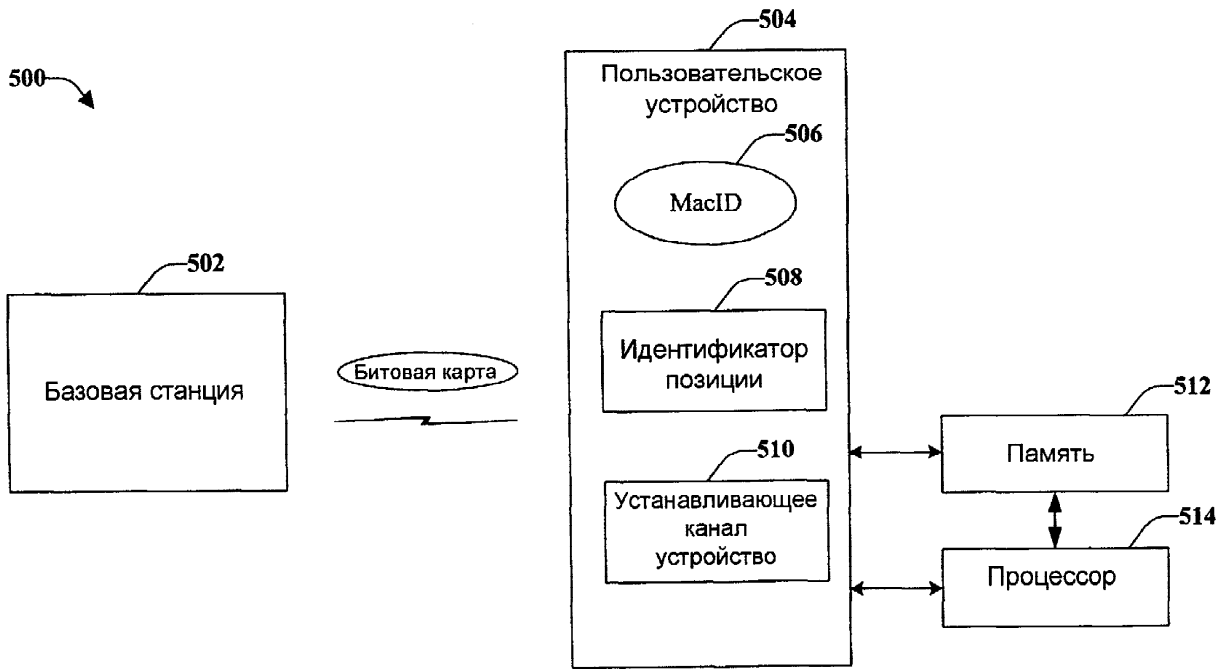 500
504
Пользовательское
устройство
506
MacID
502
Базовая станция
Битовая карта
508
Идентификатор
позиции
510
Устанавливающее
канал
устройство
512
Память
514
Процессор